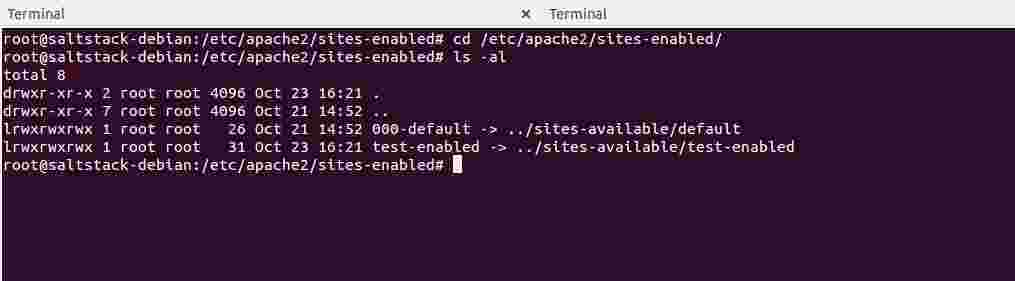 Terminal × Terminal
root@saltstack-debian:/etc/apache2/sites-enabled# cd /etc/apache2/sites-enabled/
root@saltstack-debian:/etc/apache2/sites-enabled# ls -al
total 8
drwxr-xr-x 2 root root 4096 Oct 23 16:21 .
drwxr-xr-x 7 root root 4096 Oct 21 14:52 ..
lrwxrwxrwx 1 root root   26 Oct 21 14:52 000-default -> ../sites-available/default
lrwxrwxrwx 1 root root   31 Oct 23 16:21 test-enabled -> ../sites-available/test-enabled
root@saltstack-debian:/etc/apache2/sites-enabled#